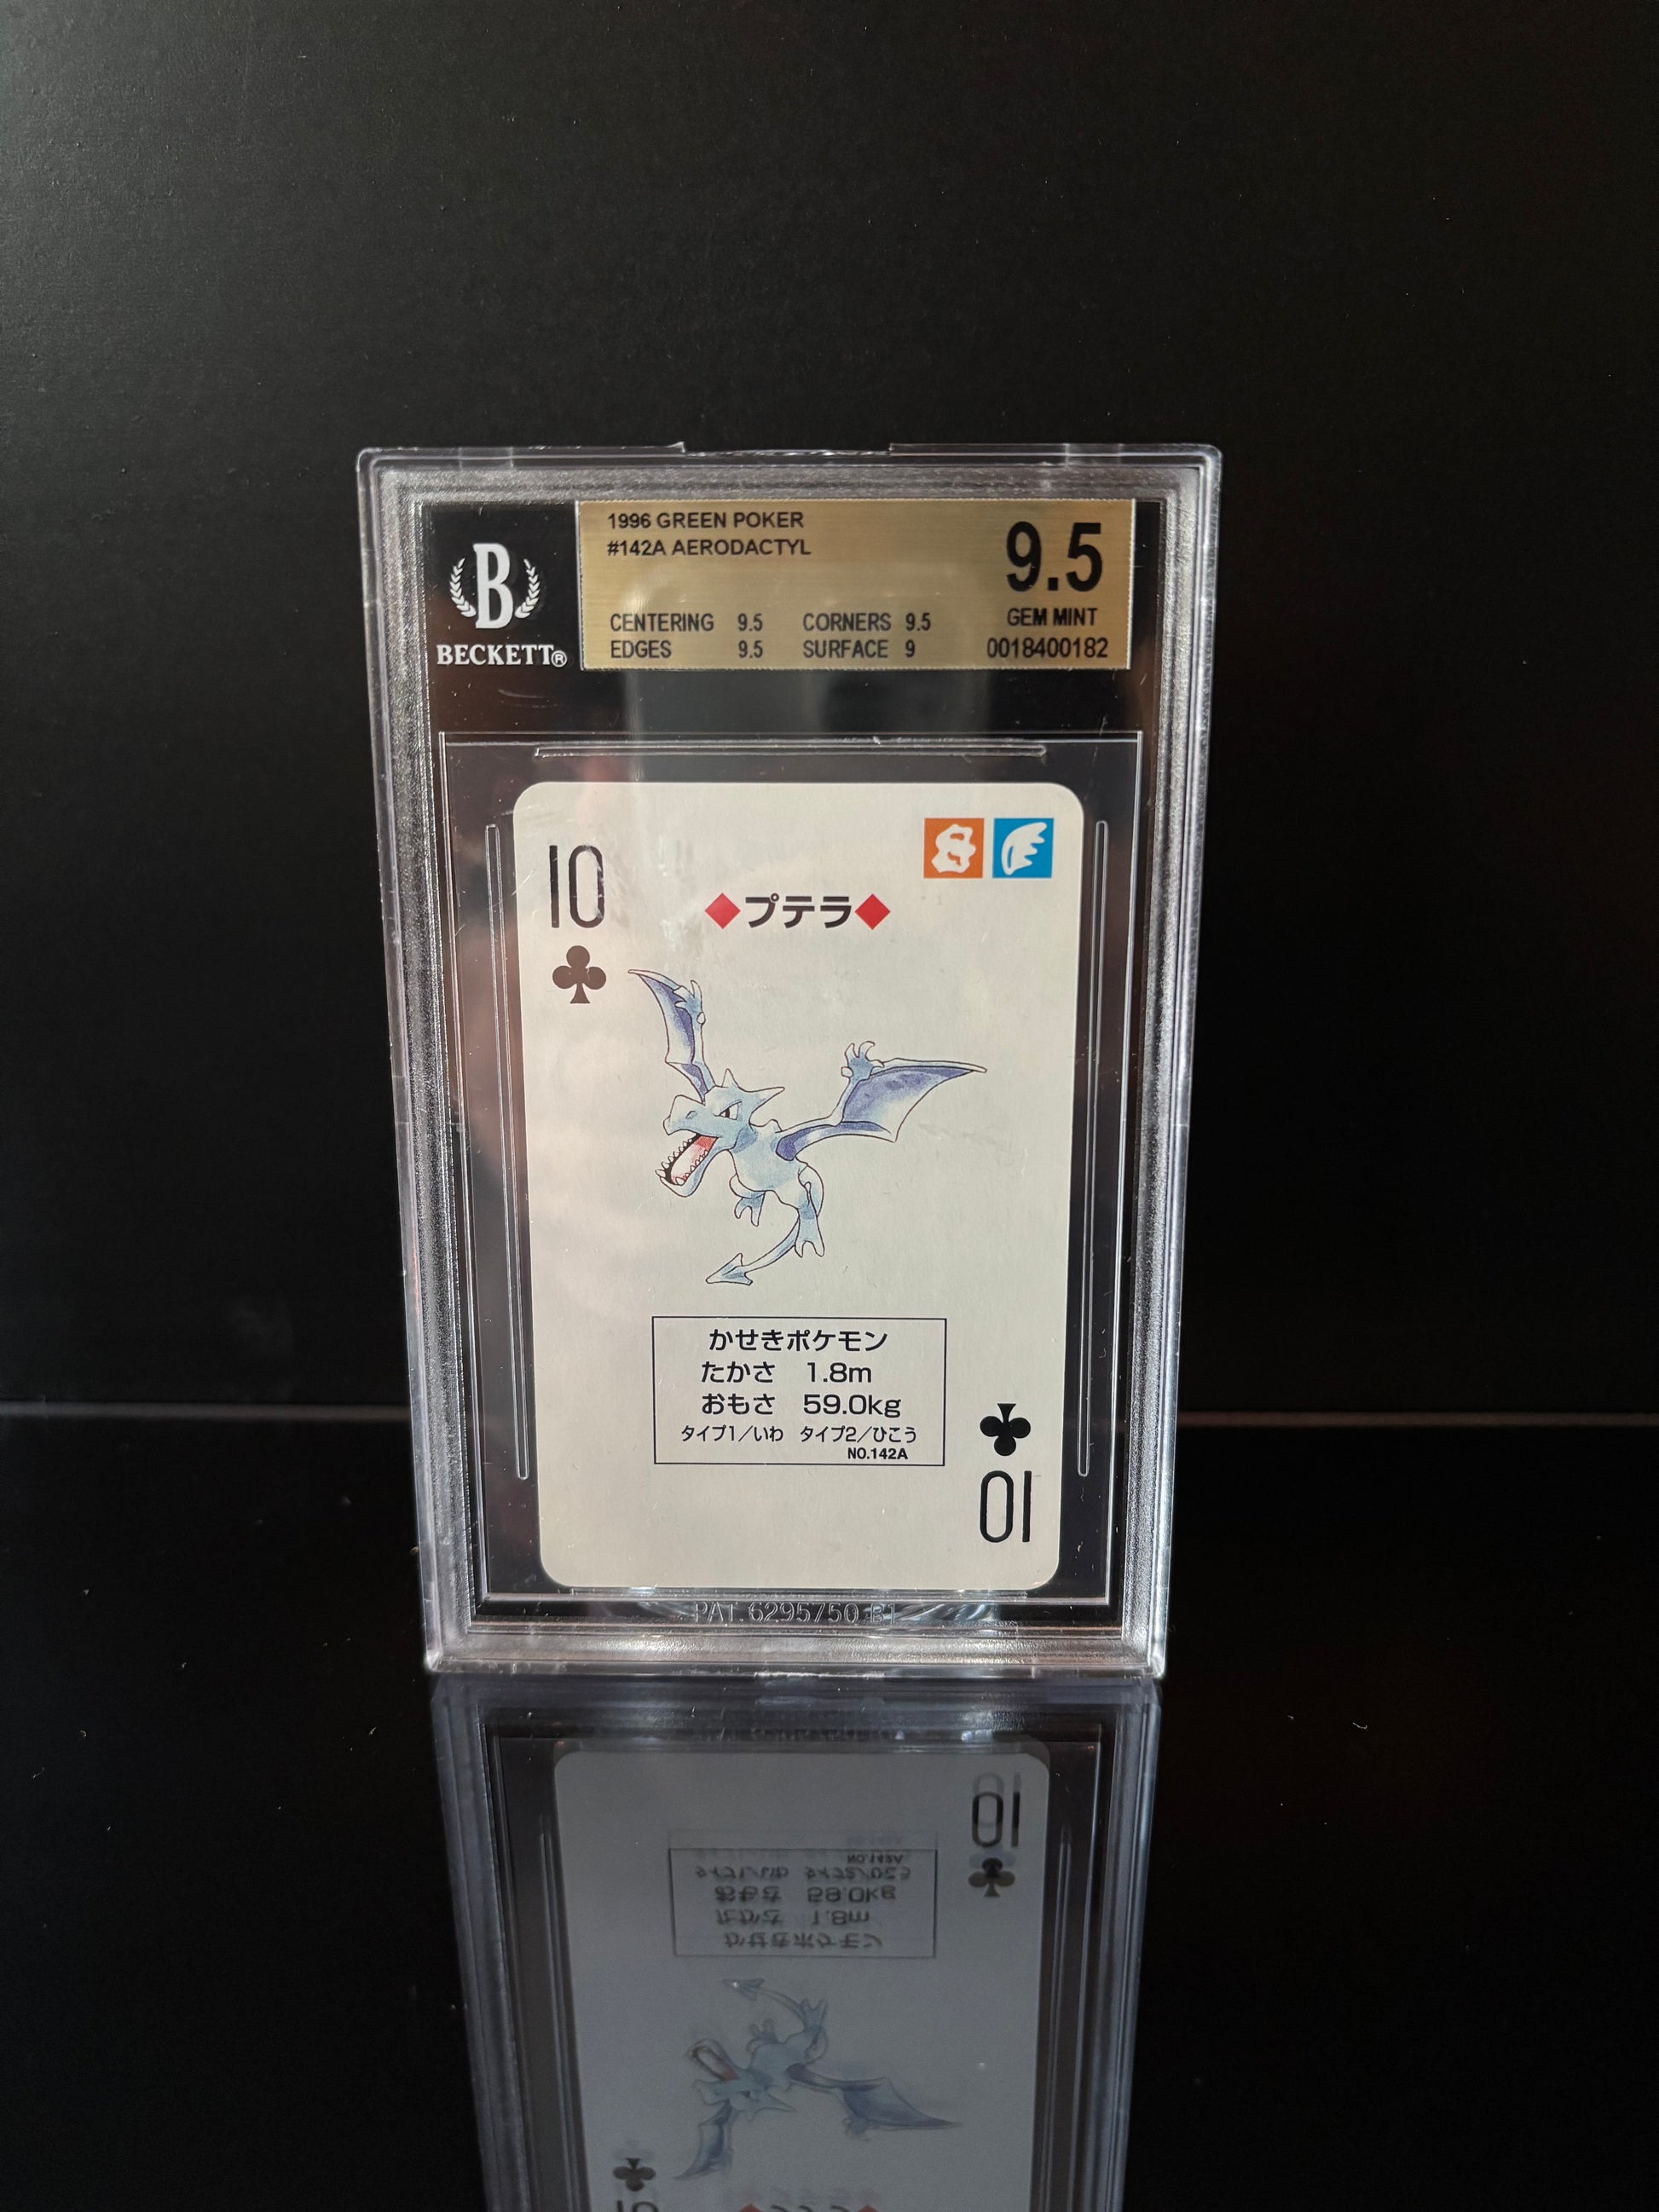 1996 GREEN POKER
#142A AERODACTYL
9.5
GEM MINT
CENTERING 9.5 CORNERS 9.5
EDGES 9.5 SURFACE 9
0018400182
B
BECKETT®
10
◆プテラ◆
かせきポケモン
たかさ 1.8m
おもさ 59.0kg
タイプ1/いわ タイプ2/ひこう
NO.142A
10
PAT.6295750 B1